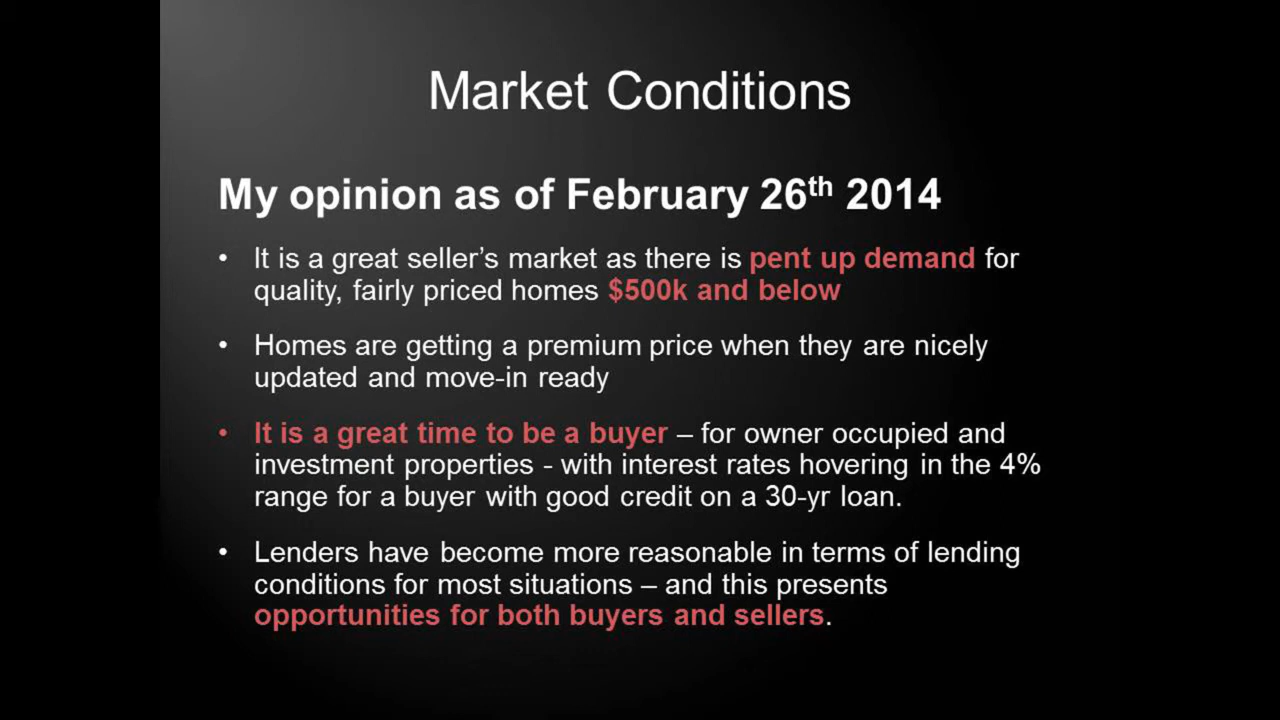 Market Conditions
My opinion as of February 26th 2014
• It is a great seller’s market as there is pent up demand for
quality, fairly priced homes $500k and below
• Homes are getting a premium price when they are nicely
updated and move-in ready
• It is a great time to be a buyer – for owner occupied and
investment properties - with interest rates hovering in the 4%
range for a buyer with good credit on a 30-yr loan.
• Lenders have become more reasonable in terms of lending
conditions for most situations – and this presents
opportunities for both buyers and sellers.